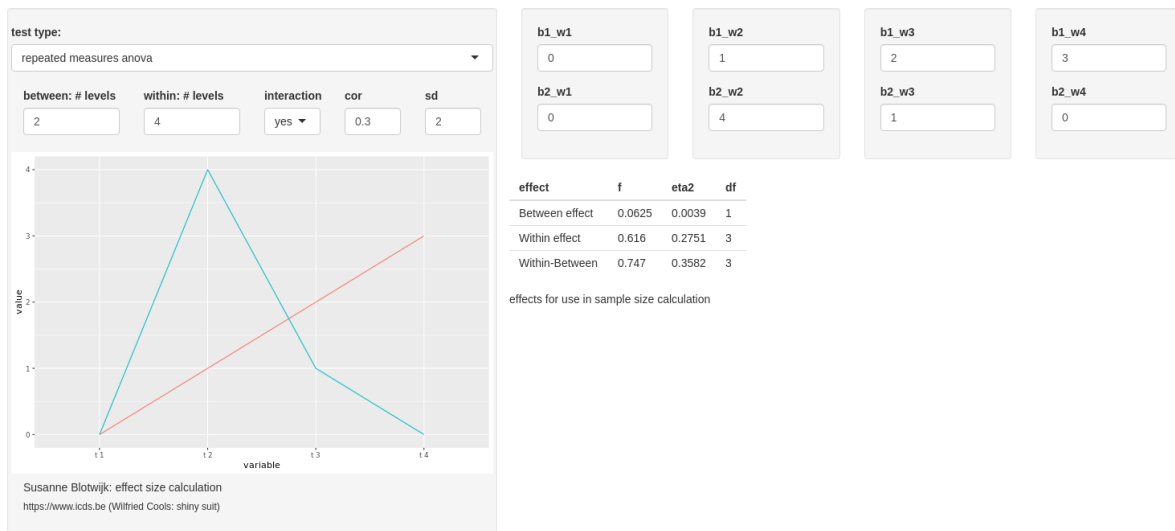 test type:
repeated measures anova
between: # levels within: # levels interaction cor sd
2 4 yes 0.3 2
4
3
2
1
0
value
t 1 t 2 t 3 t 4
variable
Susanne Blotwijk: effect size calculation
https://www.icds.be (Wilfried Cools: shiny suit)
b1_w1 b1_w2 b1_w3 b1_w4
0 1 2 3
b2_w1 b2_w2 b2_w3 b2_w4
0 4 1 0
effect f eta2 df
Between effect 0.0625 0.0039 1
Within effect 0.616 0.2751 3
Within-Between 0.747 0.3582 3
effects for use in sample size calculation